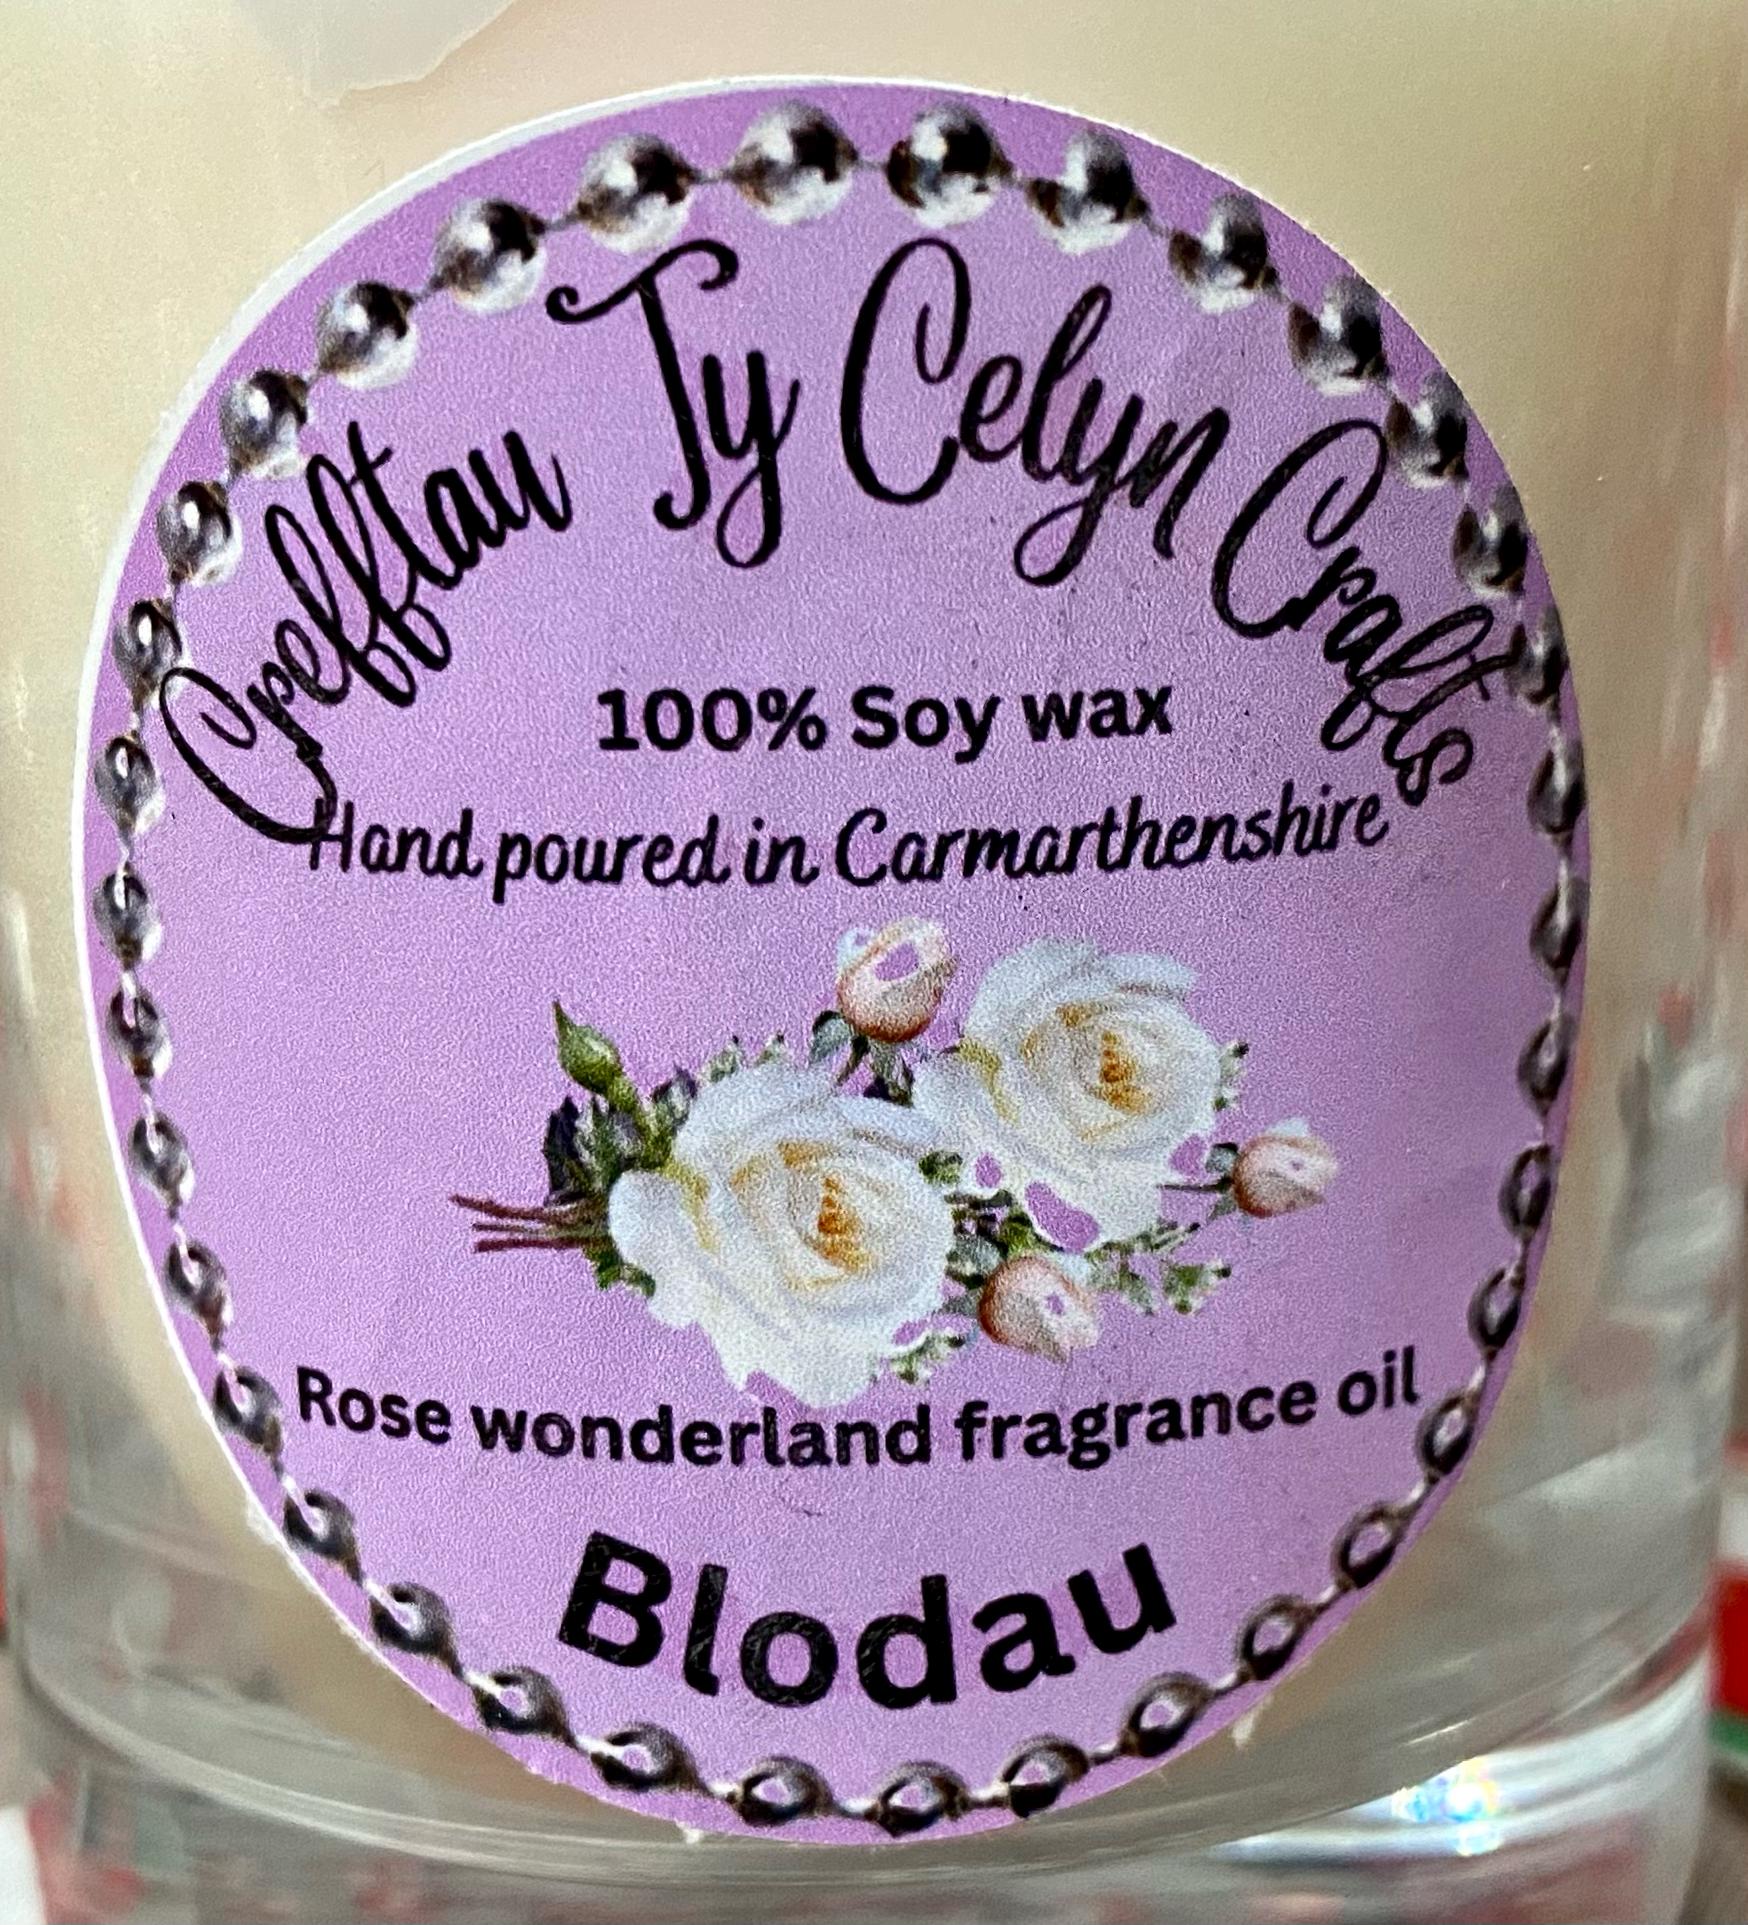 Crefftau Ty Celyn Crafts
100% Soy wax
Hand poured in Carmarthenshire
Rose wonderland fragrance oil
Blodau